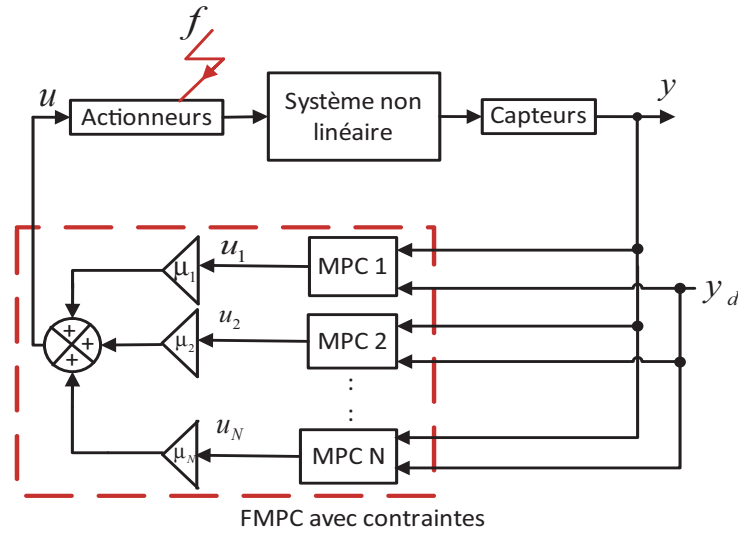 f
u
Actionneurs
Système non
linéaire
Capteurs
y
μ1
u1
MPC 1
y d
+
+
+
μ2
u2
MPC 2
⋮
⋮
μN
uN
MPC N
FMPC avec contraintes